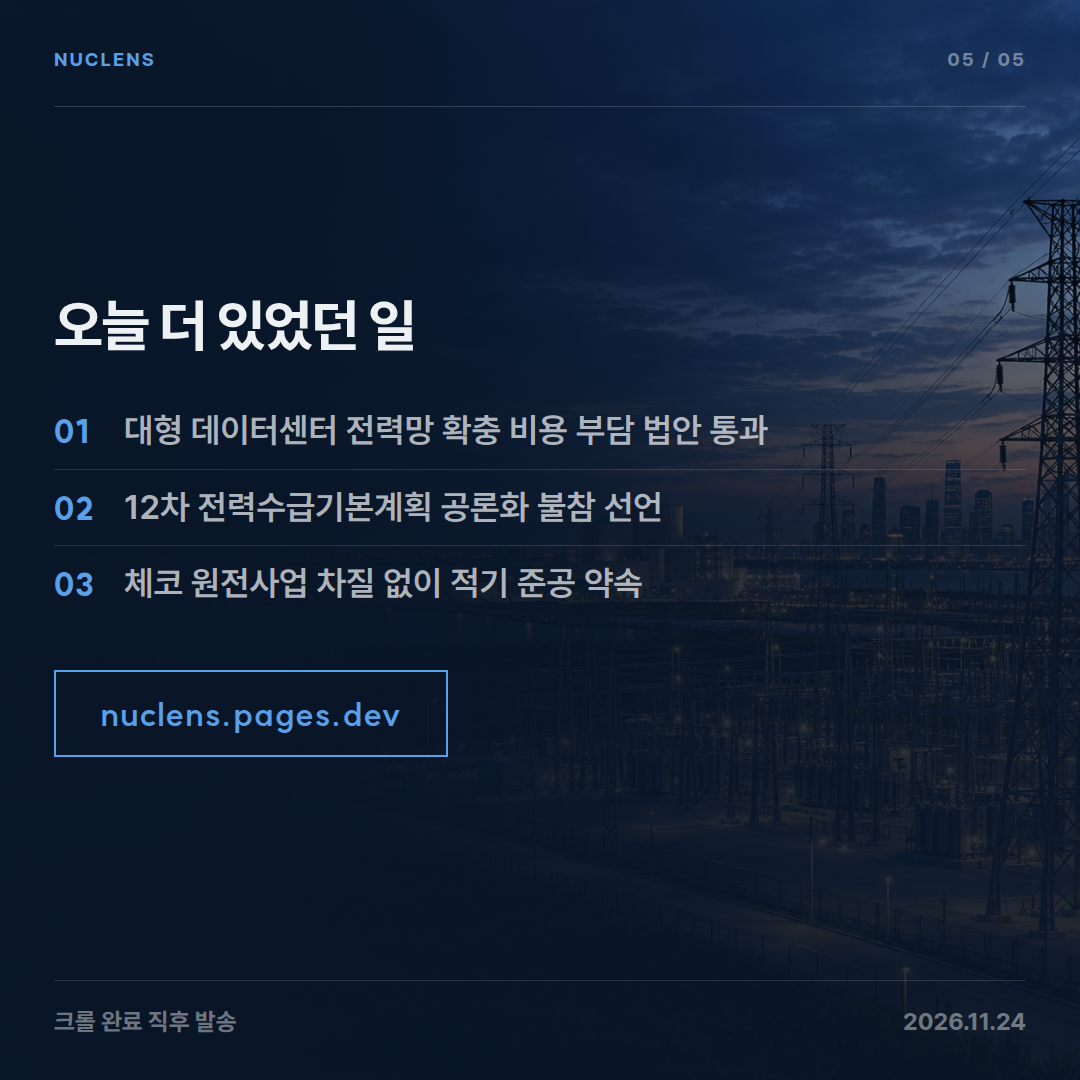 NUCLENS
05 / 05
오늘 더 있었던 일
01 대형 데이터센터 전력망 확충 비용 부담 법안 통과
02 12차 전력수급기본계획 공론화 불참 선언
03 체코 원전사업 차질 없이 적기 준공 약속
nuclens.pages.dev
크롤 완료 직후 발송
2026.11.24